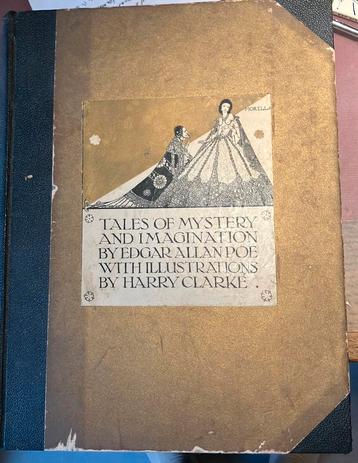 MORELLA
TALES OF MYSTERY
AND IMAGINATION
BY EDGAR ALLAN POE
WITH ILLUSTRATIONS
BY HARRY CLARKE .